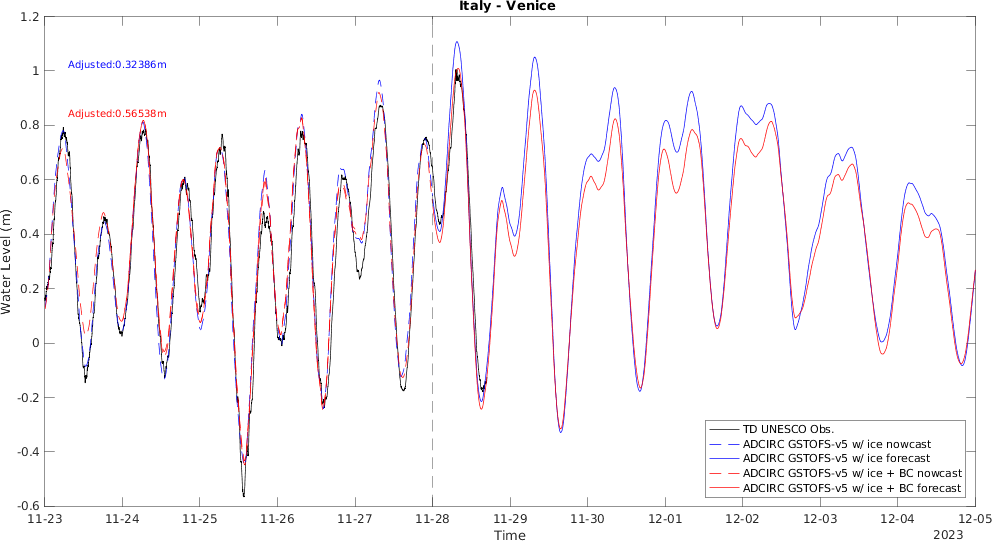 Italy - Venice
1.2
1
0.8
0.6
0.4
0.2
0
-0.2
-0.4
-0.6
Water Level (m)
Adjusted:0.32386m
Adjusted:0.56538m
TD UNESCO Obs.
ADCIRC GSTOFS-v5 w/ ice nowcast
ADCIRC GSTOFS-v5 w/ ice forecast
ADCIRC GSTOFS-v5 w/ ice + BC nowcast
ADCIRC GSTOFS-v5 w/ ice + BC forecast
11-23 11-24 11-25 11-26 11-27 11-28 11-29 11-30 12-01 12-02 12-03 12-04 12-05
Time
2023